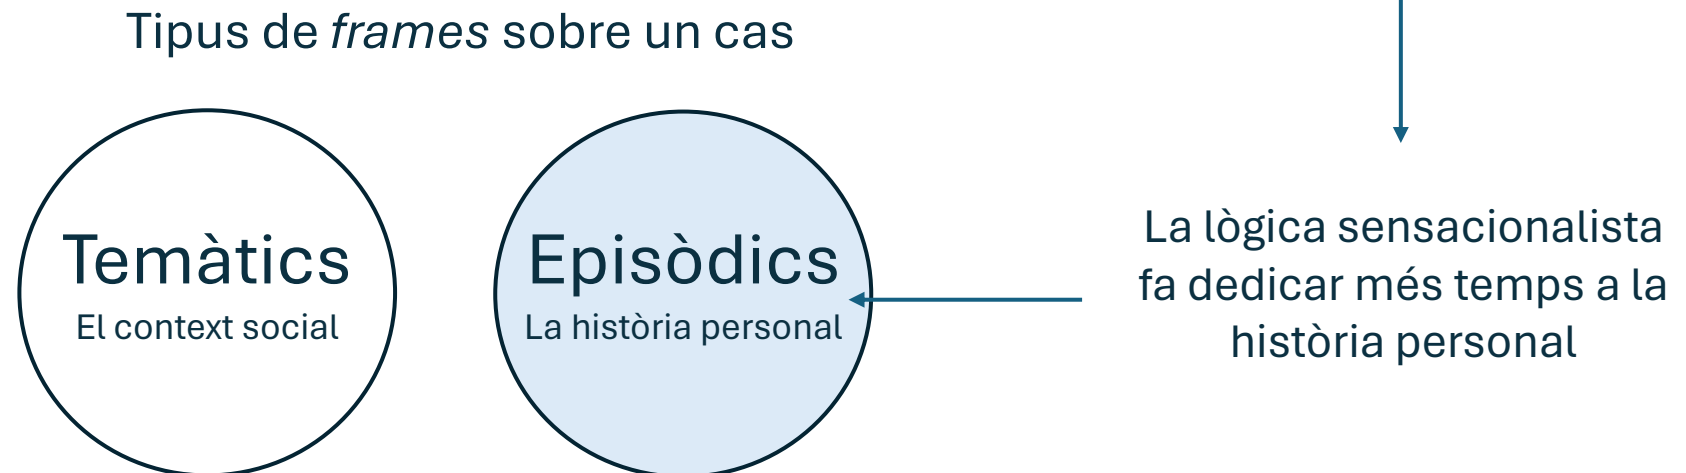 Tipus de frames sobre un cas
Temàtics
El context social
Episòdics
La història personal
La lògica sensacionalista
fa dedicar més temps a la
història personal